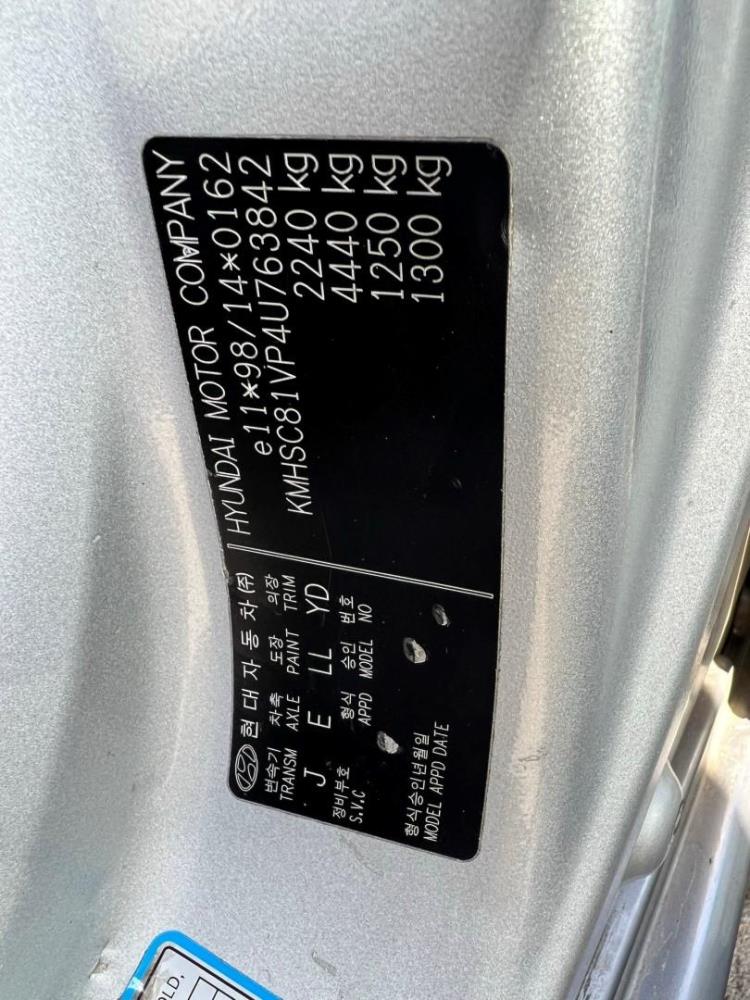 현대자동차(주) HYUNDAI MOTOR COMPANY
변속기 차축 도장 의장 e11*98/14*0162
TRANSM AXLE PAINT TRIM KMHSC81VP4U763842
J E LL YD 2240 kg
정비부호 형식 승인 번호 4440 kg
S.V.C APPD MODEL NO 1250 kg
1300 kg
형식승인년월일
MODEL APPD DATE
OLD,